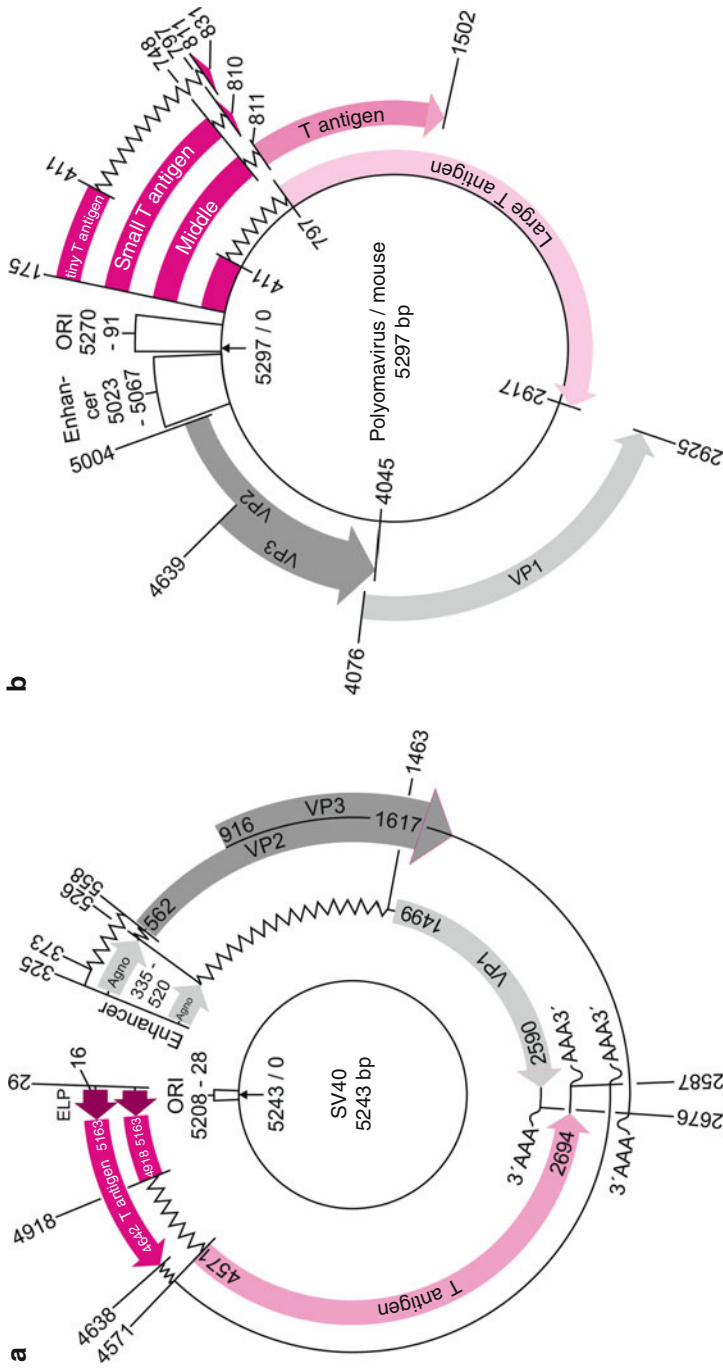 a
4638
4571
4918
29
16
ELP
4642 T antigen 5163
4918 5163
4571
ORI
5208 - 28
5243 / 0
SV40
5243 bp
Enhancer
325
373
526
558
Agno
335 -
520
Agno
562
VP2
916
VP3
1617
1463
1499
VP1
2590
T antigen
2694
3´AAA
AAA3´
AAA3´
3´AAA
2676
2587
b
5004
4639
4076
4045
VP2
VP3
VP1
2925
2917
Enhan-
cer
5023
- 5067
ORI
5270
- 91
5297 / 0
Polyomavirus / mouse
5297 bp
175
411
tiny T antigen
Small T antigen
Middle
T antigen
411
748
797
811
831
810
811
797
1502
Large T antigen